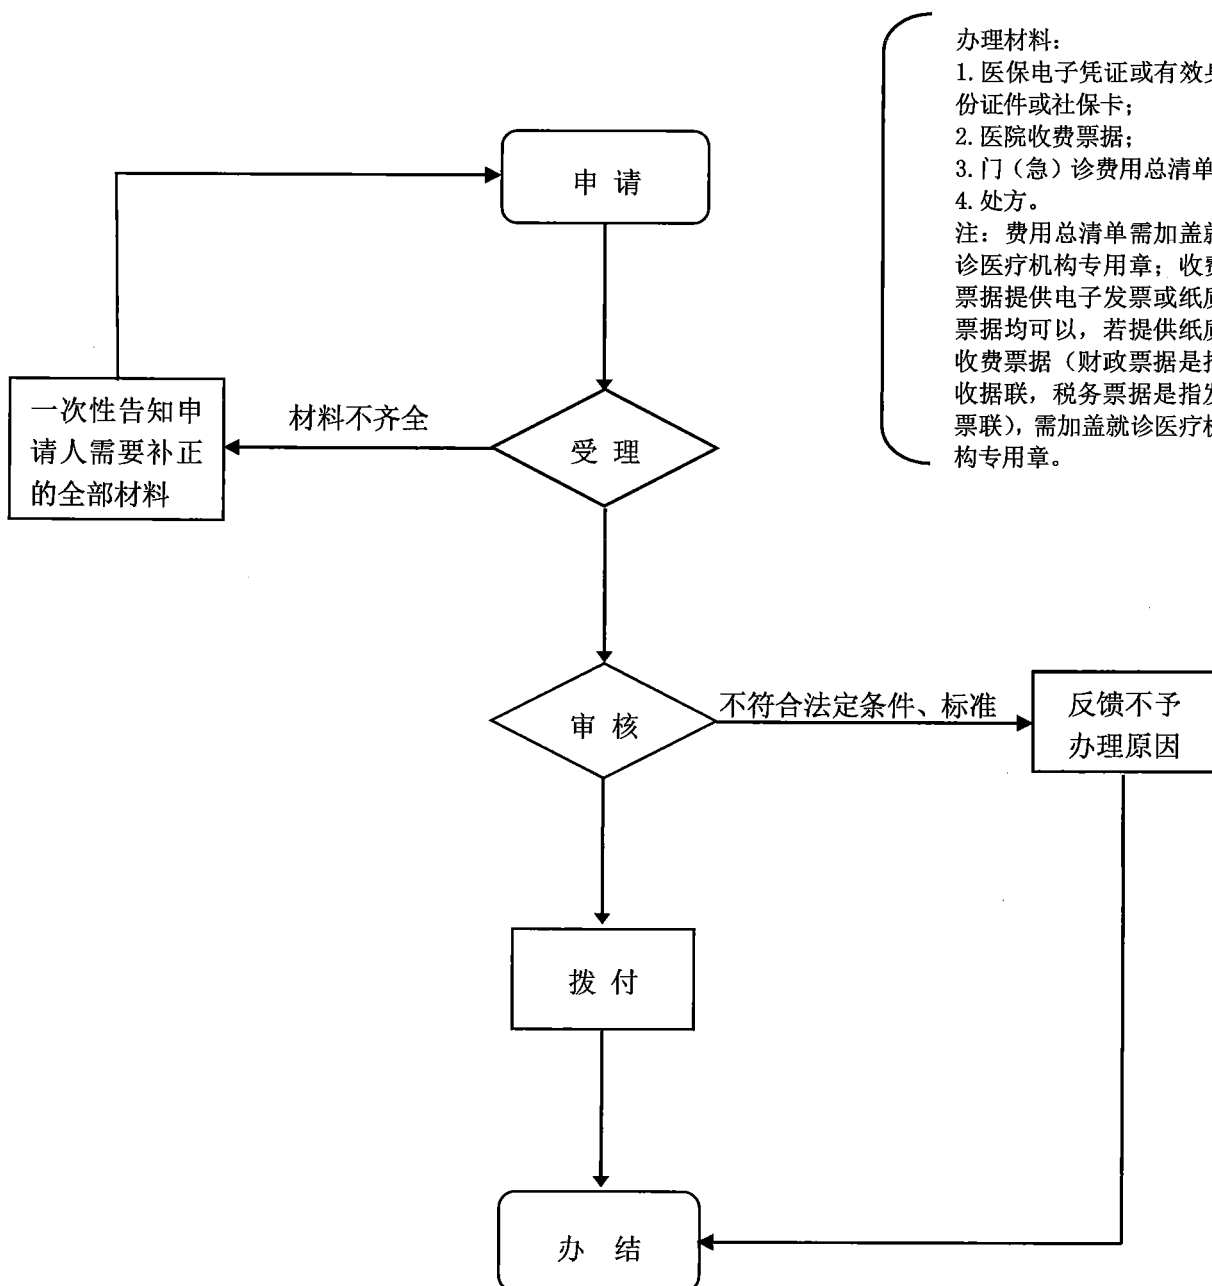 办理材料:
1. 医保电子凭证或有效
份证件或社保卡;
2. 医院收费票据;
3. 门（急）诊费用总清单
4. 处方。
注: 费用总清单需加盖
诊医疗机构专用章; 收费
票据提供电子发票或纸质
票据均可以, 若提供纸质
收费票据（财政票据是指
收据联, 税务票据是指发
票联）, 需加盖就诊医疗机
构专用章。
申 请
材料不齐全
一次性告知申
请人需要补正
的全部材料
受 理
审 核
不符合法定条件、标准
反馈不予
办理原因
拨 付
办 结